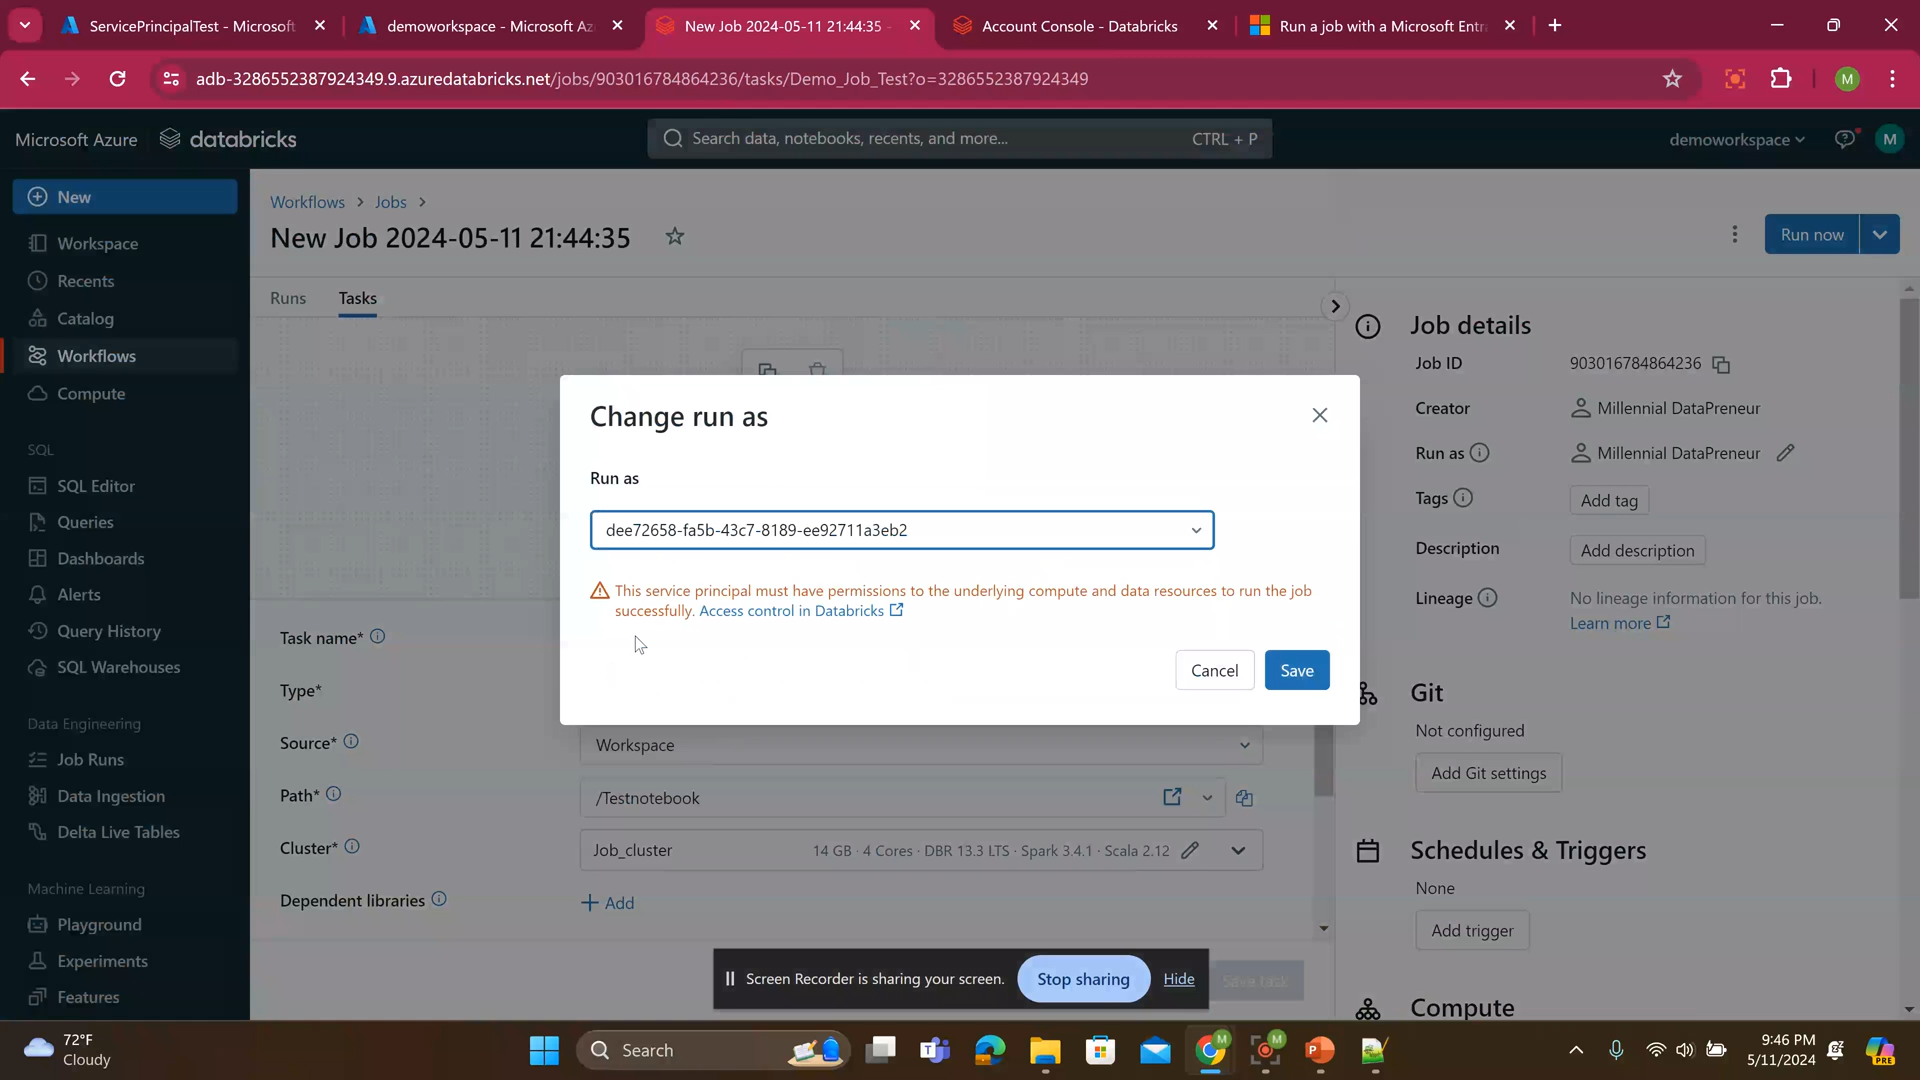 ServicePrincipalTest - Microsoft
demoworkspace - Microsoft Az
New Job 2024-05-11 21:44:35 -
Account Console - Databricks
Run a job with a Microsoft Entra
adb-3286552387924349.9.azuredatabricks.net/jobs/903016784864236/tasks/Demo_Job_Test?o=3286552387924349
M
Microsoft Azure
databricks
Search data, notebooks, recents, and more...
CTRL + P
demoworkspace
M
New
Workspace
Recents
Catalog
Workflows
Compute
SQL
SQL Editor
Queries
Dashboards
Alerts
Query History
SQL Warehouses
Data Engineering
Job Runs
Data Ingestion
Delta Live Tables
Machine Learning
Playground
Experiments
Features
Workflows > Jobs >
New Job 2024-05-11 21:44:35
Run now
Runs
Tasks
Change run as
Run as
dee72658-fa5b-43c7-8189-ee92711a3eb2
This service principal must have permissions to the underlying compute and data resources to run the job
successfully. Access control in Databricks
Cancel
Save
Task name*
Type*
Source*
Workspace
Path*
/Testnotebook
Cluster*
Job_cluster
14 GB · 4 Cores · DBR 13.3 LTS · Spark 3.4.1 · Scala 2.12
Dependent libraries
+ Add
Save task
Job details
Job ID
903016784864236
Creator
Millennial DataPreneur
Run as
Millennial DataPreneur
Tags
Add tag
Description
Add description
Lineage
No lineage information for this job.
Learn more
Git
Not configured
Add Git settings
Schedules & Triggers
None
Add trigger
Compute
Screen Recorder is sharing your screen.
Stop sharing
Hide
72°F
Cloudy
Search
M
M
9:46 PM
5/11/2024
PRE